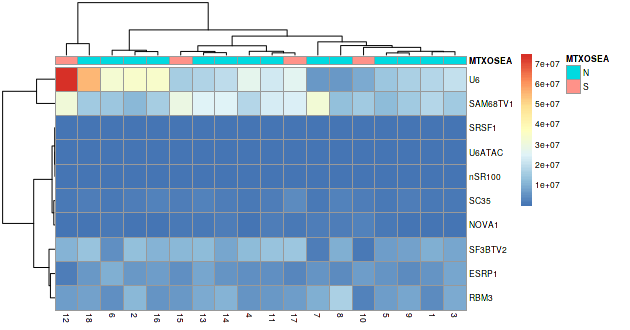 MTXOSEA
U6
SAM68TV1
SRSF1
U6ATAC
nSR100
SC35
NOVA1
SF3BTV2
ESRP1
RBM3
12 18 6 2 16 15 13 14 4 11 17 7 8 10 5 9 1 3
7e+07
6e+07
5e+07
4e+07
3e+07
2e+07
1e+07
MTXOSEA
N
S